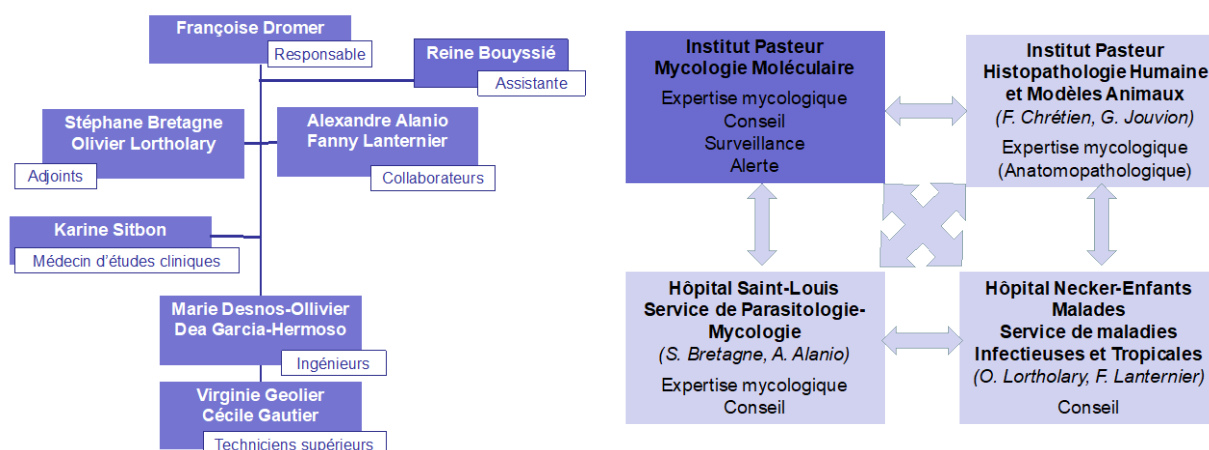 Françoise Dromer
Responsable
Reine Bouyssié
Assistante
Stéphane Bretagne
Olivier Lortholary
Adjoints
Alexandre Alanio
Fanny Lanternier
Collaborateurs
Karine Sitbon
Médecin d'études cliniques
Marie Desnos-Ollivier
Dea Garcia-Hermoso
Ingénieurs
Virginie Geolier
Cécile Gautier
Techniciens supérieurs
Institut Pasteur
Mycologie Moléculaire
Expertise mycologique
Conseil
Surveillance
Alerte
Institut Pasteur
Histopathologie Humaine
et Modèles Animaux
(F. Chrétien, G. Jouvion)
Expertise mycologique
(Anatomopathologique)
Hôpital Saint-Louis
Service de Parasitologie-
Mycologie
(S. Bretagne, A. Alanio)
Expertise mycologique
Conseil
Hôpital Necker-Enfants
Malades
Service de maladies
Infectieuses et Tropicales
(O. Lortholary, F. Lanternier)
Conseil